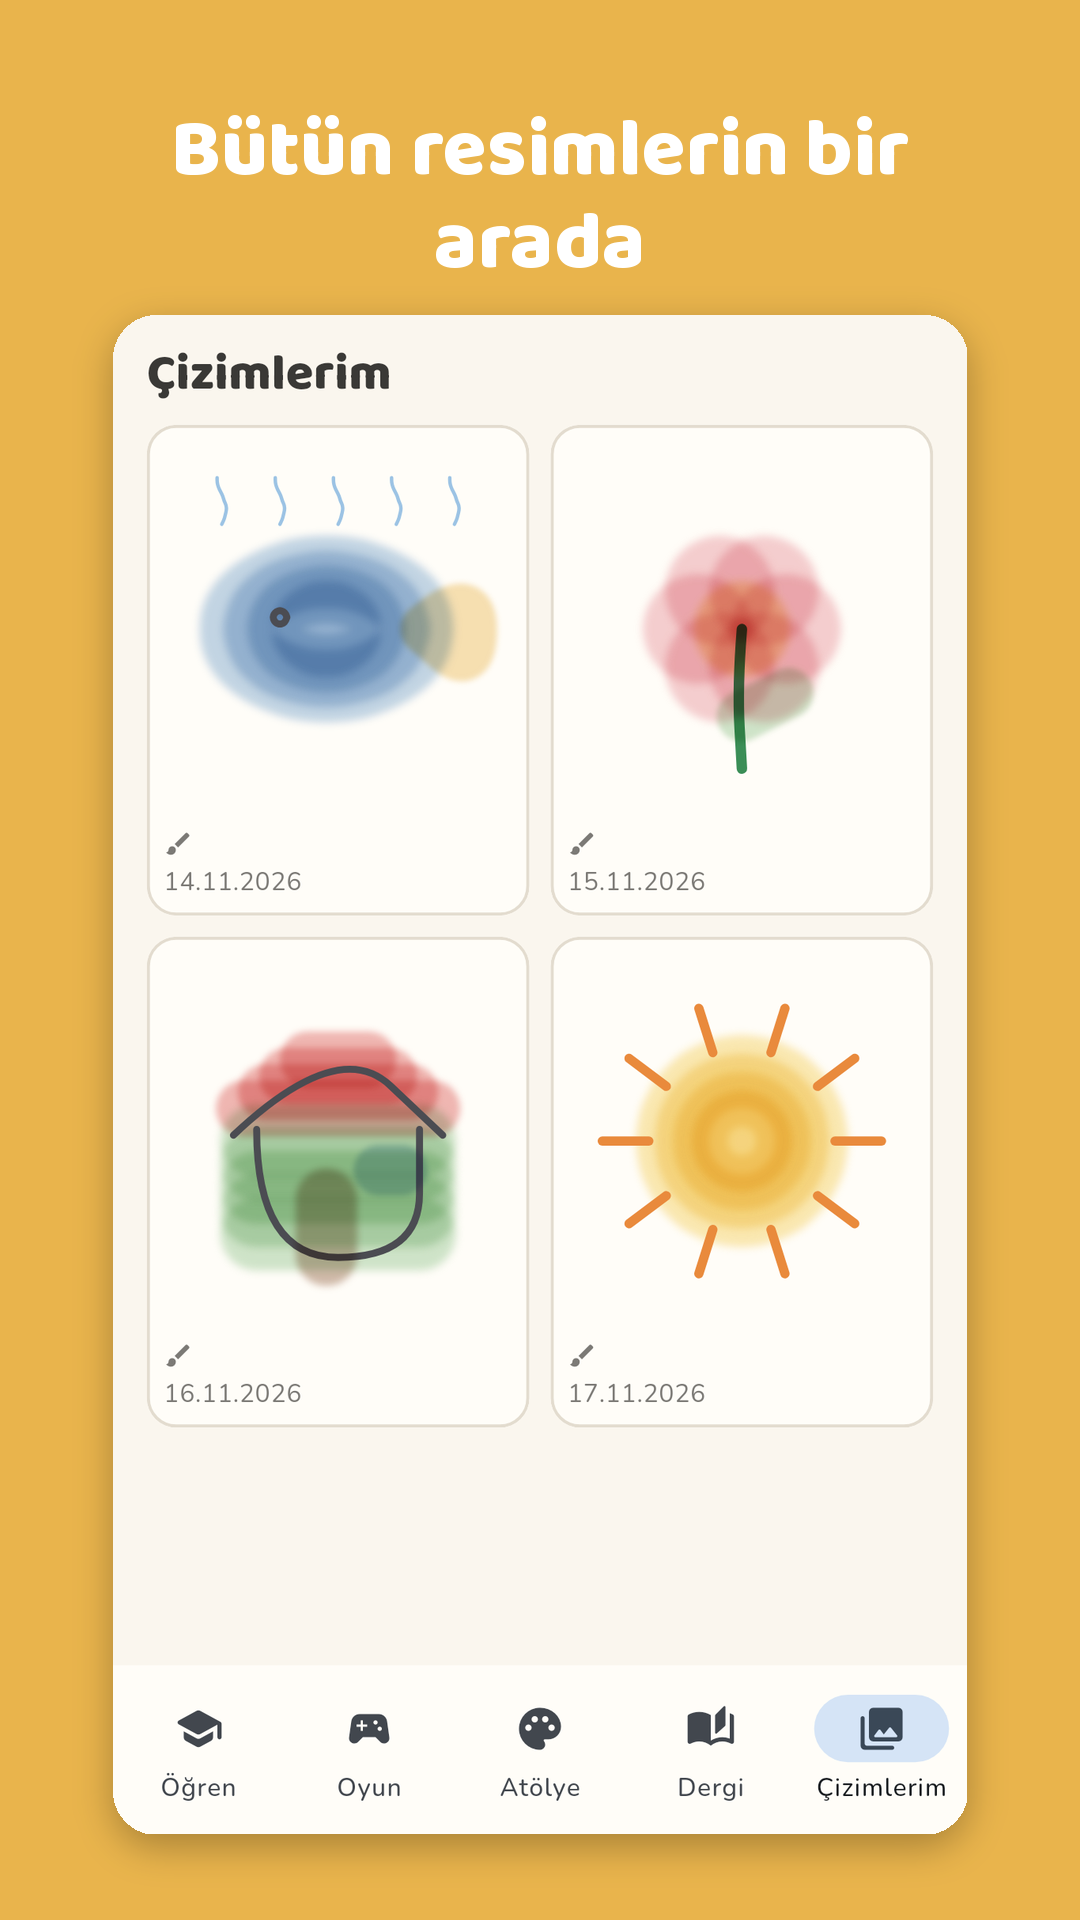 Bütün resimlerin bir
arada
Çizimlerim
14.11.2026
15.11.2026
16.11.2026
17.11.2026
Öğren
Oyun
Atölye
Dergi
Çizimlerim